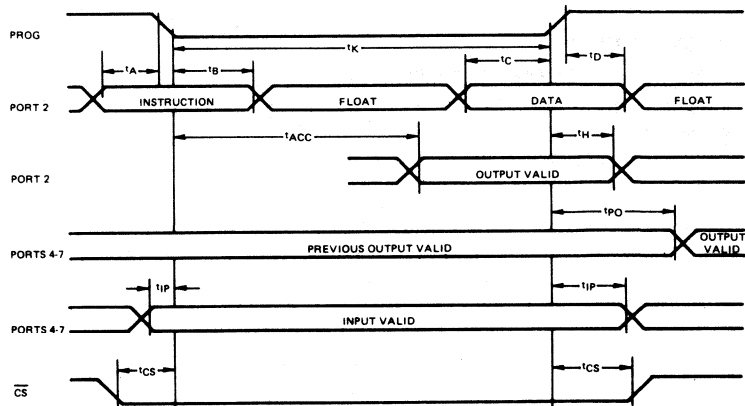 PROG
tK
tA tB tC tD
PORT 2 INSTRUCTION FLOAT DATA FLOAT
tACC tH
PORT 2 OUTPUT VALID
tPO
PORTS 4-7 PREVIOUS OUTPUT VALID OUTPUT VALID
tIP tIP
PORTS 4-7 INPUT VALID
tCS tCS
CS